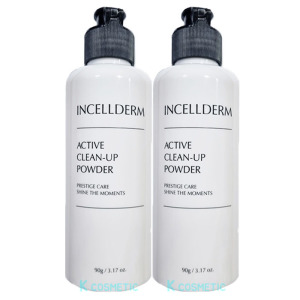 INCELLDERM
ACTIVE
CLEAN-UP
POWDER
PRESTIGE CARE
SHINE THE MOMENTS
90g / 3.17 oz.
INCELLDERM
ACTIVE
CLEAN-UP
POWDER
PRESTIGE CARE
SHINE THE MOMENTS
90g / 3.17 oz.
K COSMETIC